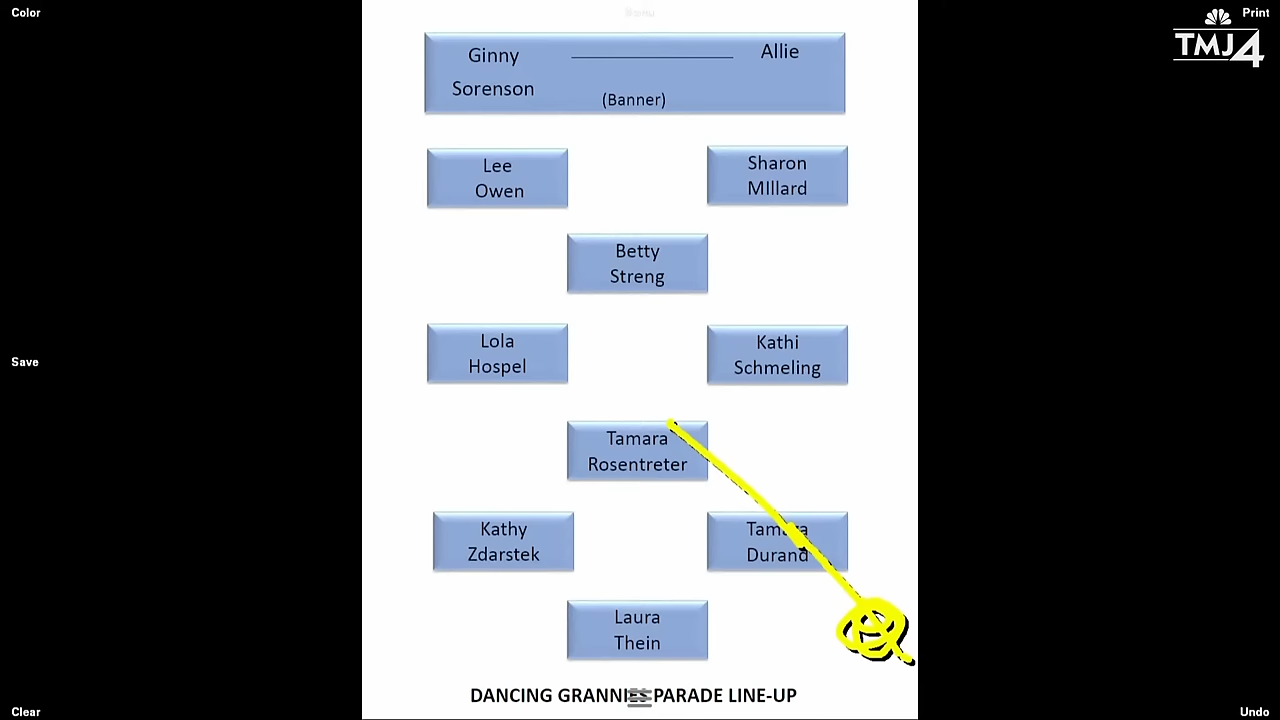 Color
Print
TMJ4
Ginny
Sorenson
Allie
(Banner)
Lee
Owen
Sharon
MIllard
Betty
Streng
Lola
Hospel
Kathi
Schmeling
Save
Tamara
Rosentreter
Kathy
Zdarstek
Tamara
Durand
Laura
Thein
DANCING GRANNIES PARADE LINE-UP
Clear
Undo